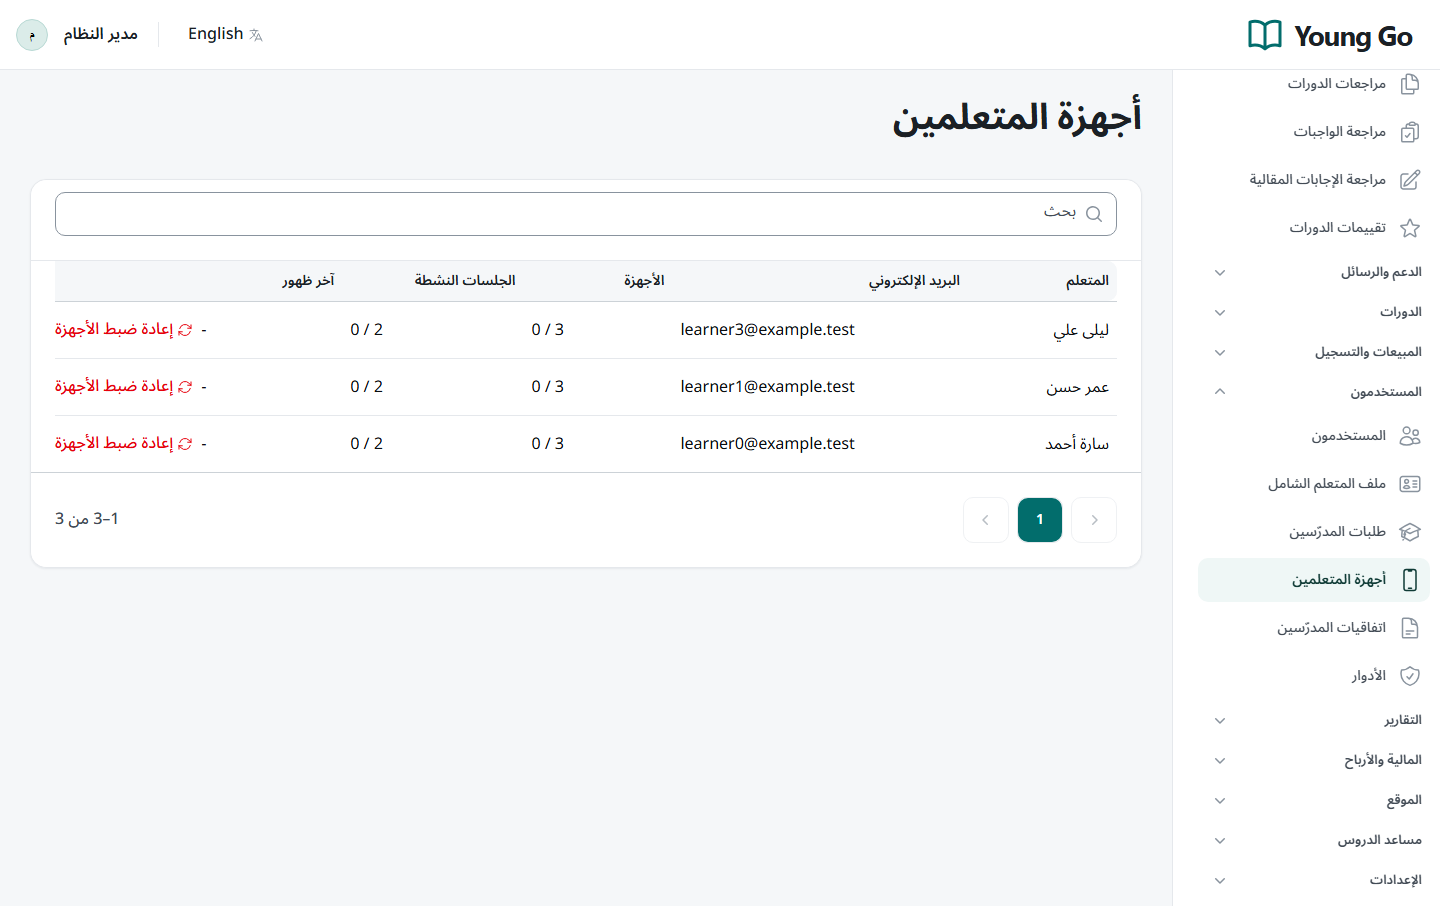 Young Go
English
مدير النظام
م
مراجعات الدورات
مراجعة الواجبات
مراجعة الإجابات المقالية
تقييمات الدورات
الدعم والرسائل
الدورات
المبيعات والتسجيل
المستخدمون
المستخدمون
ملف المتعلم الشامل
طلبات المدرّسين
أجهزة المتعلمين
اتفاقيات المدرّسين
الأدوار
التقارير
المالية والأرباح
الموقع
مساعد الدروس
الإعدادات
أجهزة المتعلمين
بحث
المتعلم البريد الإلكتروني الأجهزة الجلسات النشطة آخر ظهور
ليلى علي learner3@example.test 0 / 3 0 / 2 - إعادة ضبط الأجهزة
عمر حسن learner1@example.test 0 / 3 0 / 2 - إعادة ضبط الأجهزة
سارة أحمد learner0@example.test 0 / 3 0 / 2 - إعادة ضبط الأجهزة
1
1–3 من 3